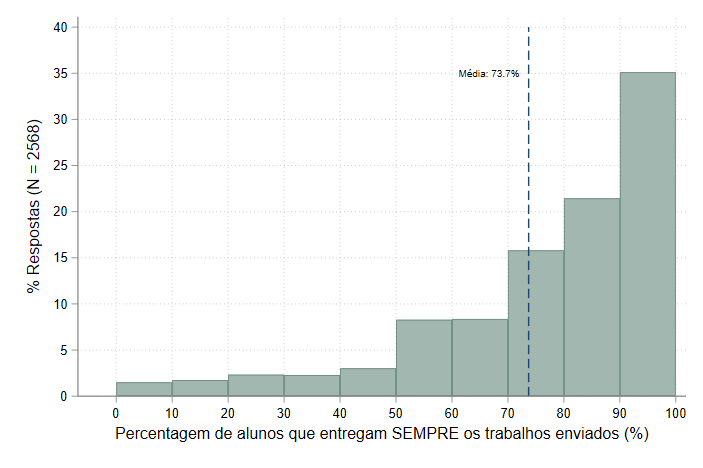 40
35
30
25
20
15
10
5
0
% Respostas (N = 2568)
Média: 73.7%
0 10 20 30 40 50 60 70 80 90 100
Percentagem de alunos que entregam SEMPRE os trabalhos enviados (%)